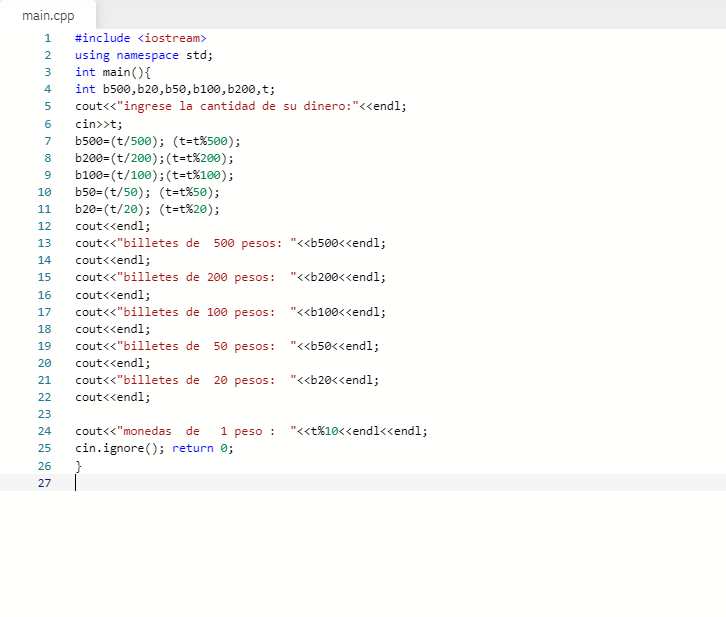 main.cpp
1 #include <iostream>
2 using namespace std;
3 int main(){
4 int b500,b20,b50,b100,b200,t;
5 cout<<"ingrese la cantidad de su dinero:"<<endl;
6 cin>>t;
7 b500=(t/500); (t=t%500);
8 b200=(t/200);(t=t%200);
9 b100=(t/100);(t=t%100);
10 b50=(t/50); (t=t%50);
11 b20=(t/20); (t=t%20);
12 cout<<endl;
13 cout<<"billetes de  500 pesos: "<<b500<<endl;
14 cout<<endl;
15 cout<<"billetes de 200 pesos:  "<<b200<<endl;
16 cout<<endl;
17 cout<<"billetes de 100 pesos:  "<<b100<<endl;
18 cout<<endl;
19 cout<<"billetes de  50 pesos:  "<<b50<<endl;
20 cout<<endl;
21 cout<<"billetes de  20 pesos:  "<<b20<<endl;
22 cout<<endl;
23
24 cout<<"monedas  de   1 peso :  "<<t%10<<endl<<endl;
25 cin.ignore(); return 0;
26 }
27